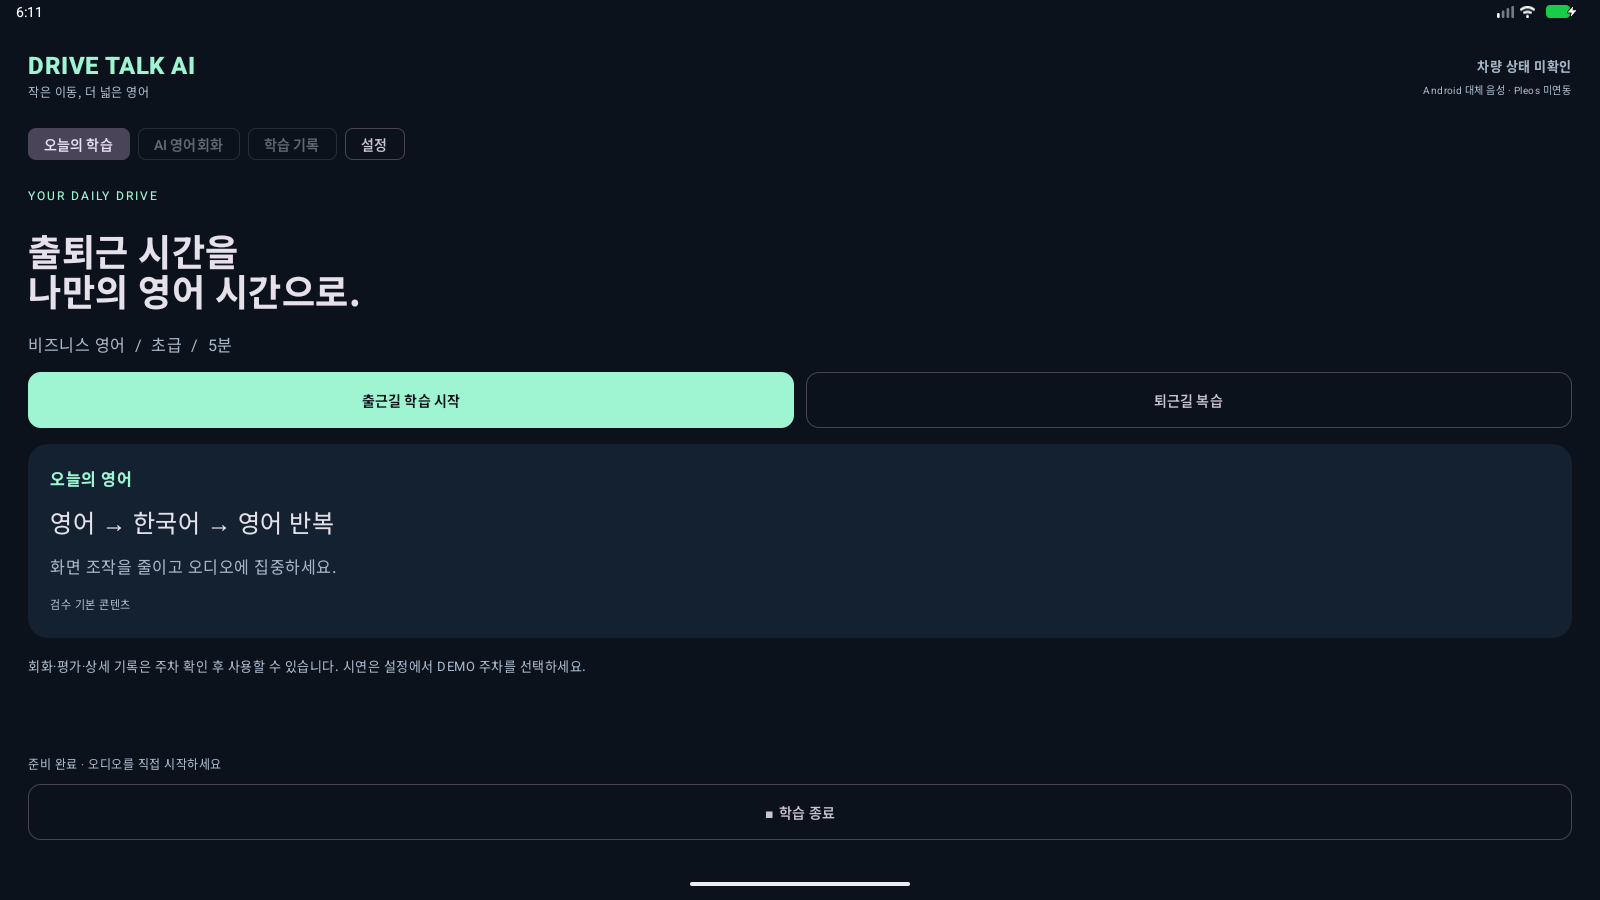 6:11
DRIVE TALK AI
작은 이동, 더 넓은 영어
차량 상태 미확인
Android 대체 음성 · Pleos 미연동
오늘의 학습
AI 영어회화
학습 기록
설정
YOUR DAILY DRIVE
출퇴근 시간을
나만의 영어 시간으로.
비즈니스 영어 / 초급 / 5분
출근길 학습 시작
퇴근길 복습
오늘의 영어
영어 → 한국어 → 영어 반복
화면 조작을 줄이고 오디오에 집중하세요.
검수 기본 콘텐츠
회화·평가·상세 기록은 주차 확인 후 사용할 수 있습니다. 시연은 설정에서 DEMO 주차를 선택하세요.
준비 완료 · 오디오를 직접 시작하세요
■ 학습 종료